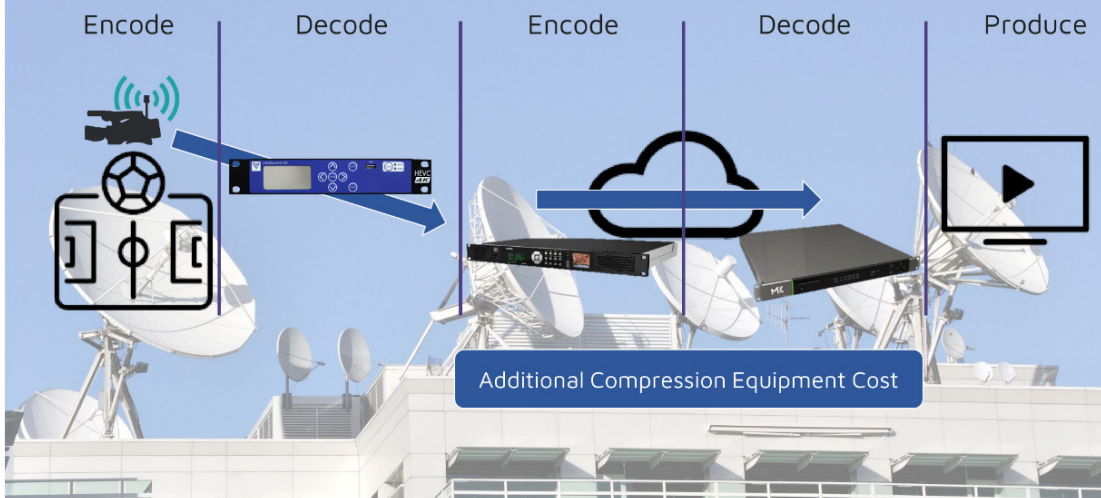 Encode
Decode
Encode
Decode
Produce
HEVC
4K
MK
Additional Compression Equipment Cost